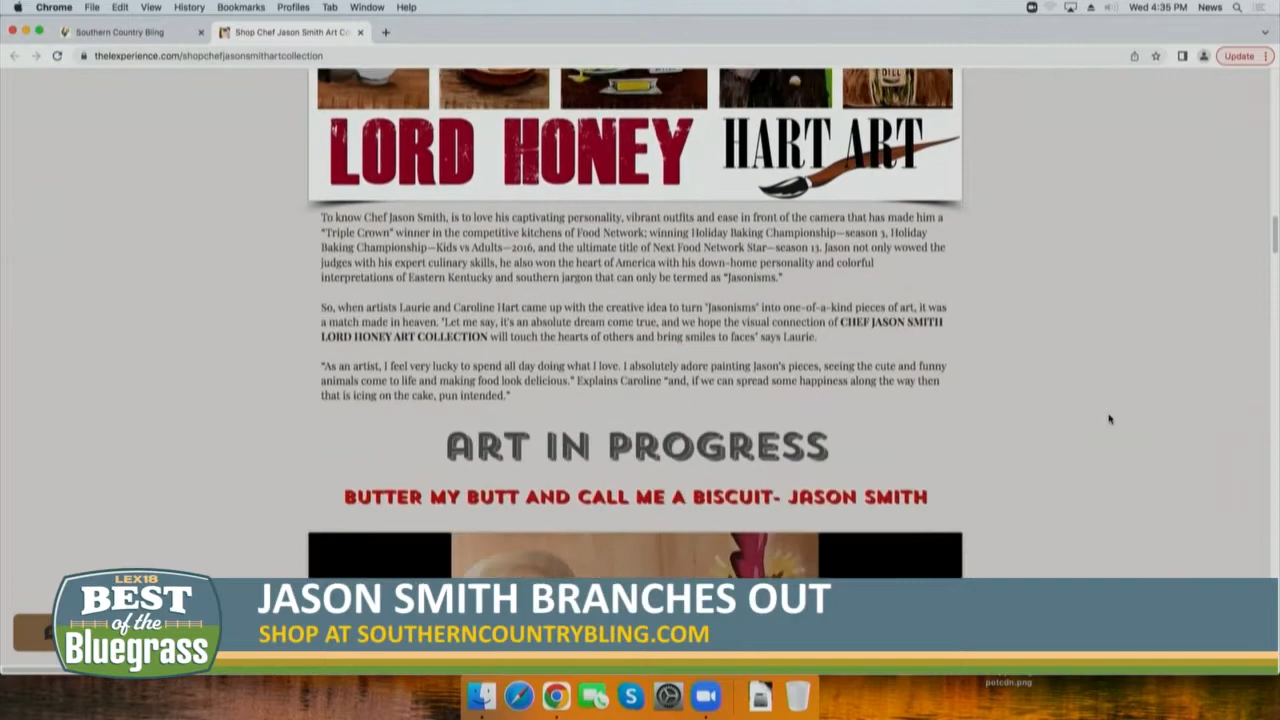 Chrome File Edit View History Bookmarks Profiles Tab Window Help Wed 4:35 PM News
Southern Country Bling Shop Chef Jason Smith Art Co
thelexperience.com/shopchefjasonsmithartcollection Update
DILL
LORD HONEY HART ART
To know Chef Jason Smith, is to love his captivating personality, vibrant outfits and ease in front of the camera that has made him a
"Triple Crown" winner in the competitive kitchens of Food Network; winning Holiday Baking Championship—season 3, Holiday
Baking Championship—Kids vs Adults—2016, and the ultimate title of Next Food Network Star—season 13. Jason not only wowed the
judges with his expert culinary skills, he also won the heart of America with his down-home personality and colorful
interpretations of Eastern Kentucky and southern jargon that can only be termed as "Jasonisms."
So, when artists Laurie and Caroline Hart came up with the creative idea to turn "Jasonisms" into one-of-a-kind pieces of art, it was
a match made in heaven. "Let me say, it's an absolute dream come true, and we hope the visual connection of CHEF JASON SMITH
LORD HONEY ART COLLECTION will touch the hearts of others and bring smiles to faces" says Laurie.
"As an artist, I feel very lucky to spend all day doing what I love. I absolutely adore painting Jason's pieces, seeing the cute and funny
animals come to life and making food look delicious." Explains Caroline "and, if we can spread some happiness along the way then
that is icing on the cake, pun intended."
ART IN PROGRESS
BUTTER MY BUTT AND CALL ME A BISCUIT- JASON SMITH
LEX18
BEST
of the
Bluegrass
JASON SMITH BRANCHES OUT
SHOP AT SOUTHERNCOUNTRYBLING.COM
potcdn.png